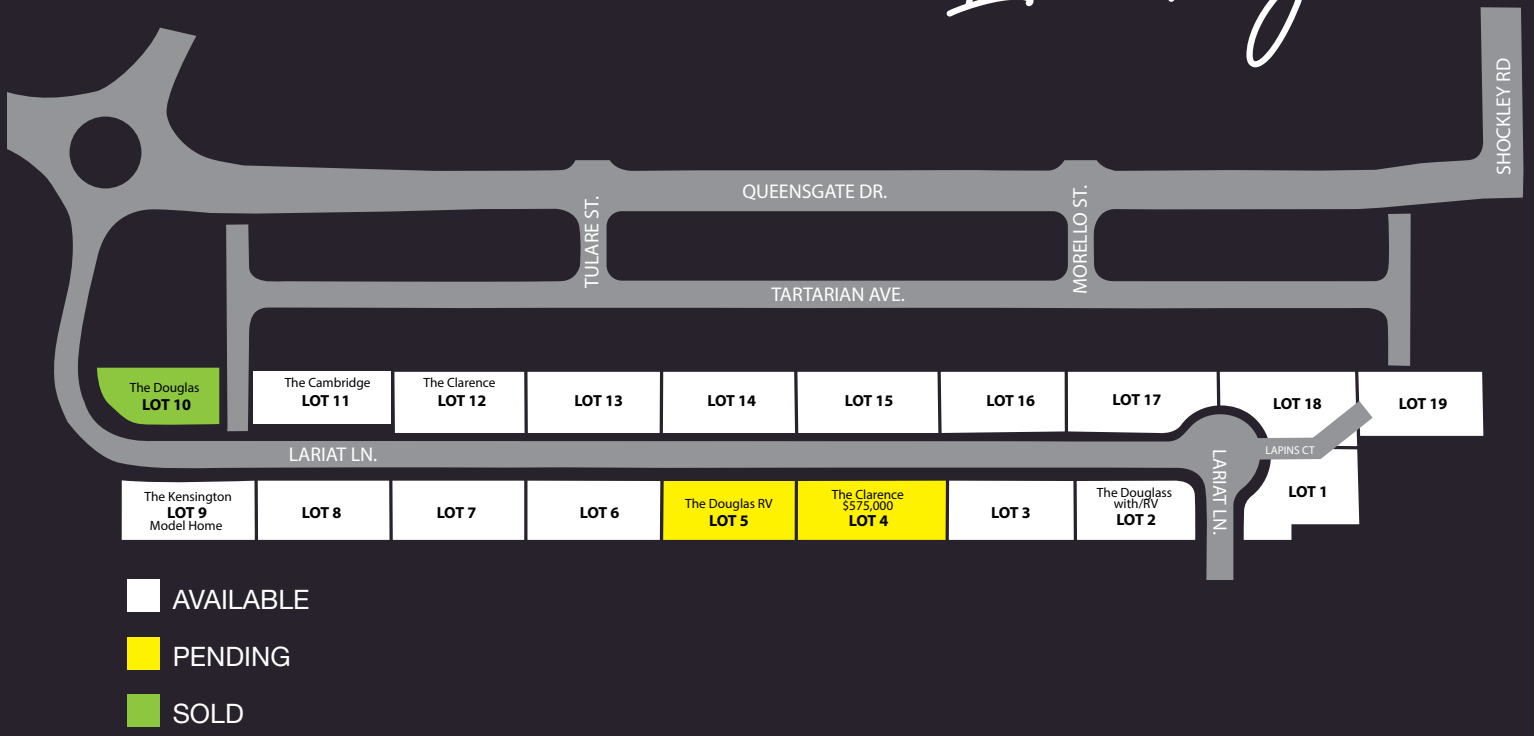 SHOCKLEY RD
QUEENSGATE DR.
TULARE ST.
MORELLO ST.
TARTARIAN AVE.
The Douglas
LOT 10
The Cambridge
LOT 11
The Clarence
LOT 12
LOT 13
LOT 14
LOT 15
LOT 16
LOT 17
LOT 18
LOT 19
LARIAT LN.
LAPINS CT
LARIAT LN.
LOT 1
The Kensington
LOT 9
Model Home
LOT 8
LOT 7
LOT 6
The Douglas RV
LOT 5
The Clarence
$575,000
LOT 4
LOT 3
The Douglass
with/RV
LOT 2
AVAILABLE
PENDING
SOLD